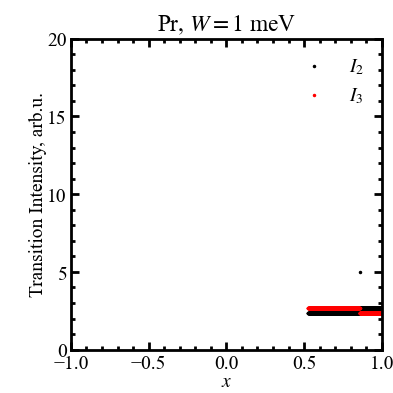 Pr, W = 1 meV
Transition Intensity, arb.u.
20
15
10
5
0
I₂
I₃
−1.0 −0.5 0.0 0.5 1.0
x